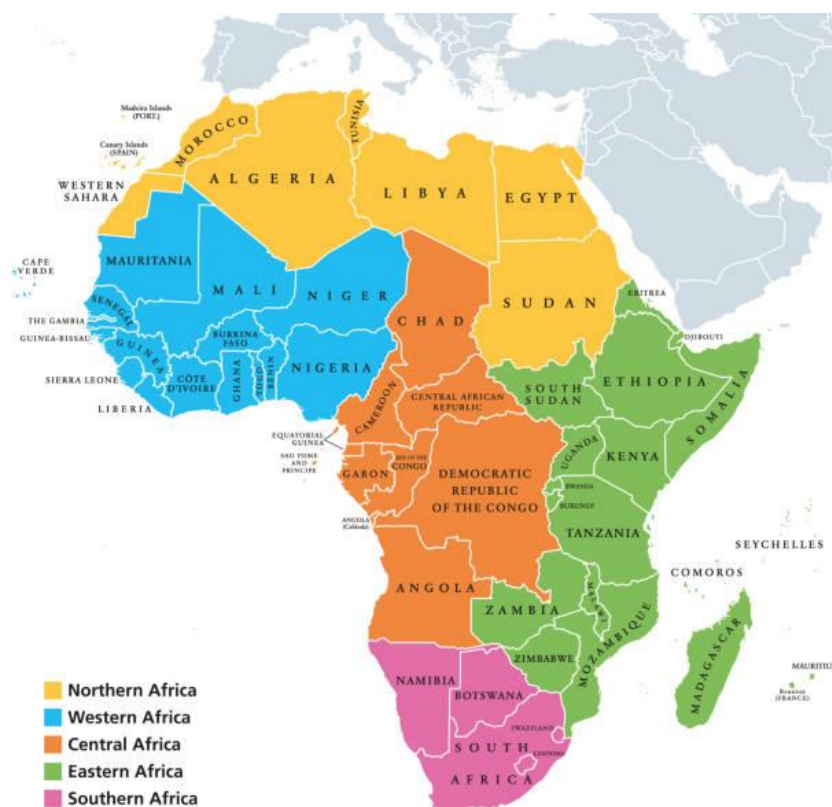 Madeira Islands
(PORT.)
Canary Islands
(SPAIN)
MOROCCO
TUNISIA
ALGERIA
LIBYA
EGYPT
WESTERN
SAHARA
CAPE
VERDE
MAURITANIA
MALI
NIGER
CHAD
SUDAN
ERITREA
DJIBOUTI
SENEGAL
THE GAMBIA
GUINEA-BISSAU
GUINEA
SIERRA LEONE
LIBERIA
CÔTE
D'IVOIRE
BURKINA
FASO
GHANA
TOGO
BENIN
NIGERIA
CAMEROON
CENTRAL AFRICAN
REPUBLIC
SOUTH
SUDAN
ETHIOPIA
SOMALIA
EQUATORIAL
GUINEA
SAO TOME
AND
PRINCIPE
GABON
REP. OF THE
CONGO
DEMOCRATIC
REPUBLIC
OF THE CONGO
UGANDA
KENYA
RWANDA
BURUNDI
TANZANIA
ANGOLA
(Cabinda)
SEYCHELLES
COMOROS
ANGOLA
ZAMBIA
MALAWI
MOZAMBIQUE
ZIMBABWE
MADAGASCAR
MAURITIU
Reunion
(FRANCE)
NAMIBIA
BOTSWANA
SWAZILAND
LESOTHO
SOUTH
AFRICA
Northern Africa
Western Africa
Central Africa
Eastern Africa
Southern Africa